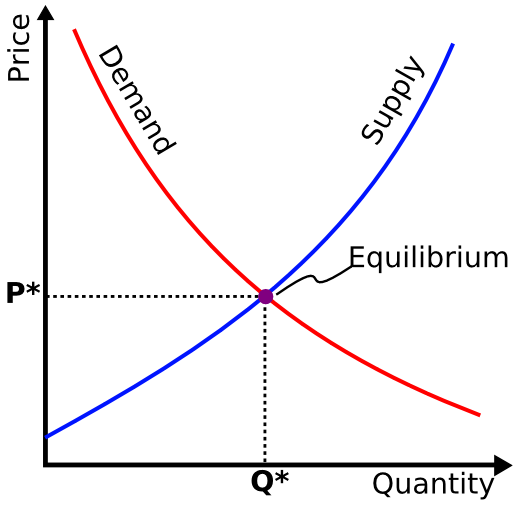 Price
Demand
Supply
Equilibrium
P*
Q*
Quantity